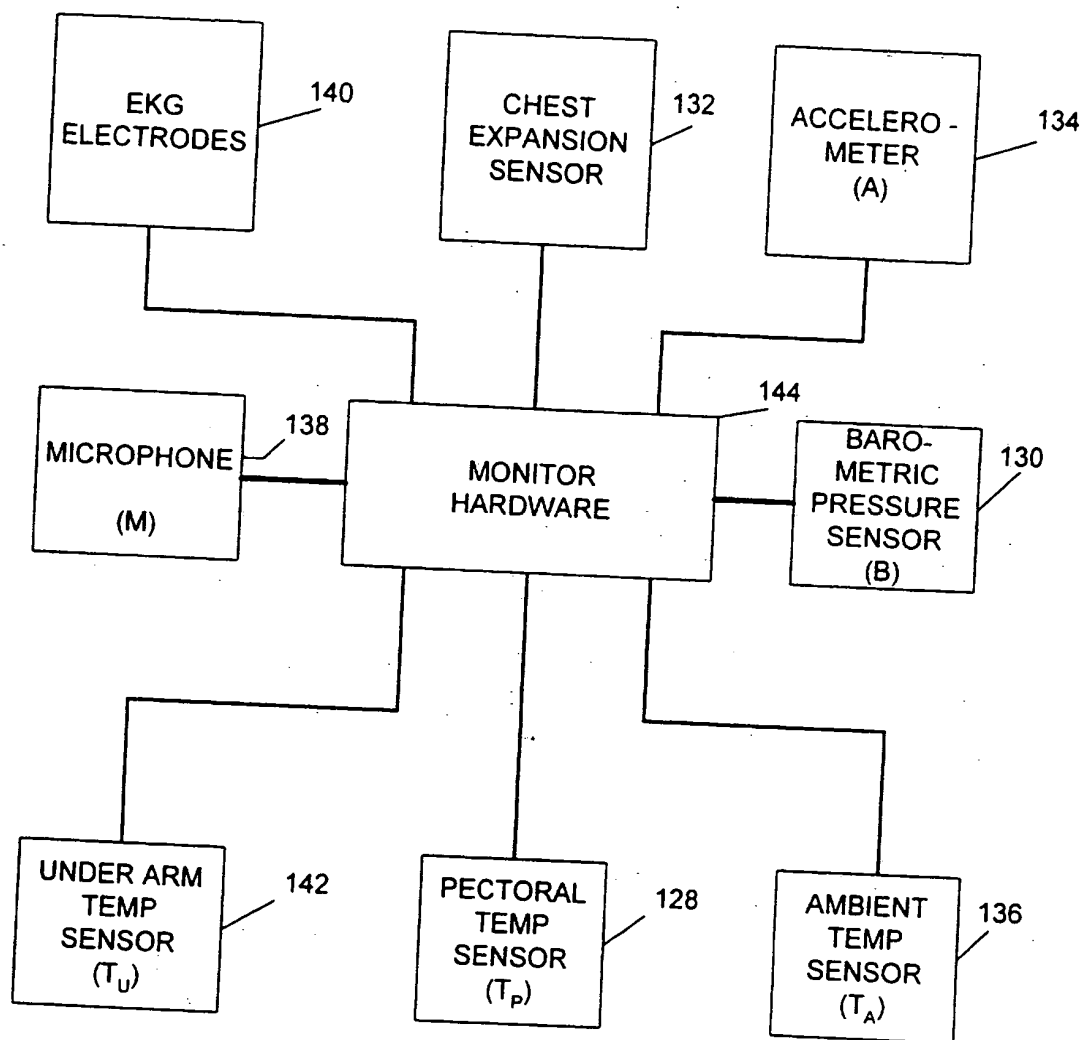 EKG
ELECTRODES
140
CHEST
EXPANSION
SENSOR
132
ACCELERO -
METER
(A)
134
MICROPHONE
(M)
138
MONITOR
HARDWARE
144
BARO-
METRIC
PRESSURE
SENSOR
(B)
130
UNDER ARM
TEMP
SENSOR
(T_U)
142
PECTORAL
TEMP
SENSOR
(T_P)
128
AMBIENT
TEMP
SENSOR
(T_A)
136